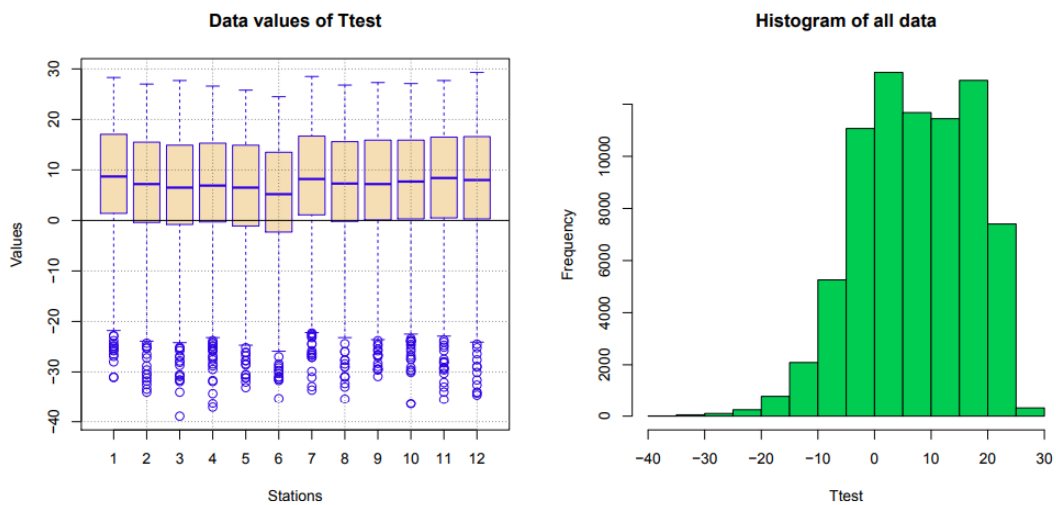 Data values of Ttest
Values
30
20
10
0
−10
−20
−30
−40
1 2 3 4 5 6 7 8 9 10 11 12
Stations
Histogram of all data
Frequency
10000
8000
6000
4000
2000
0
−40 −20 −10 0 10 20 30
Ttest